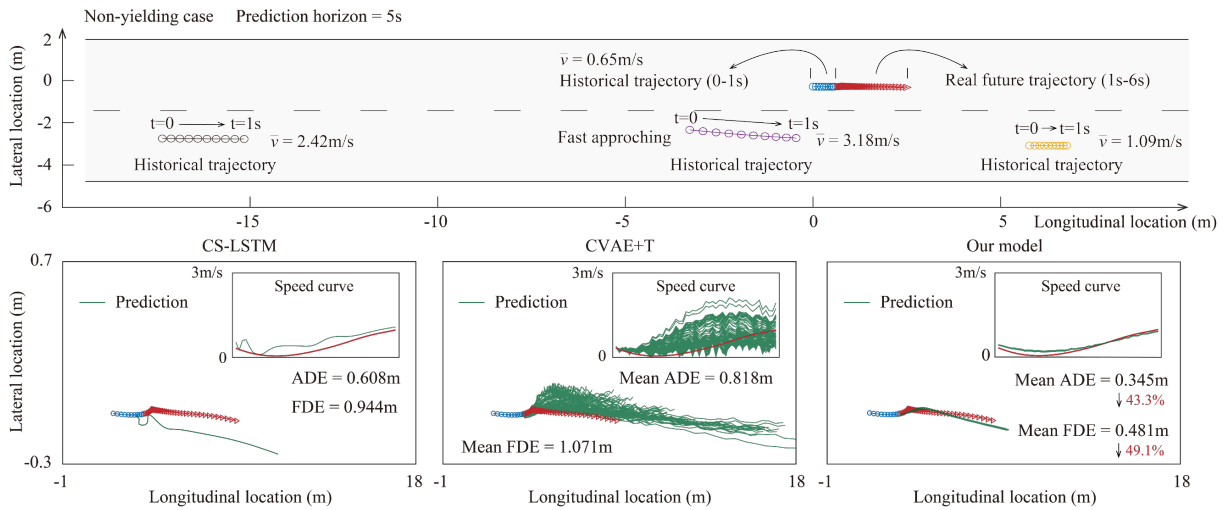 Non-yielding case Prediction horizon = 5s
Lateral location (m)
2
0
-2
-4
-6
v̅ = 0.65m/s
Historical trajectory (0-1s)
Real future trajectory (1s-6s)
t=0 t=1s
v̅ = 2.42m/s
Historical trajectory
Fast approching
t=0 t=1s
v̅ = 3.18m/s
Historical trajectory
t=0 t=1s
v̅ = 1.09m/s
Historical trajectory
-15 -10 -5 0 5 Longitudinal location (m)
CS-LSTM
0.7
Lateral location (m)
-0.3
Prediction
3m/s
Speed curve
0
ADE = 0.608m
FDE = 0.944m
-1 18
Longitudinal location (m)
CVAE+T
Prediction
3m/s
Speed curve
0
Mean ADE = 0.818m
Mean FDE = 1.071m
-1 18
Longitudinal location (m)
Our model
Prediction
3m/s
Speed curve
0
Mean ADE = 0.345m
↓ 43.3%
Mean FDE = 0.481m
↓ 49.1%
-1 18
Longitudinal location (m)